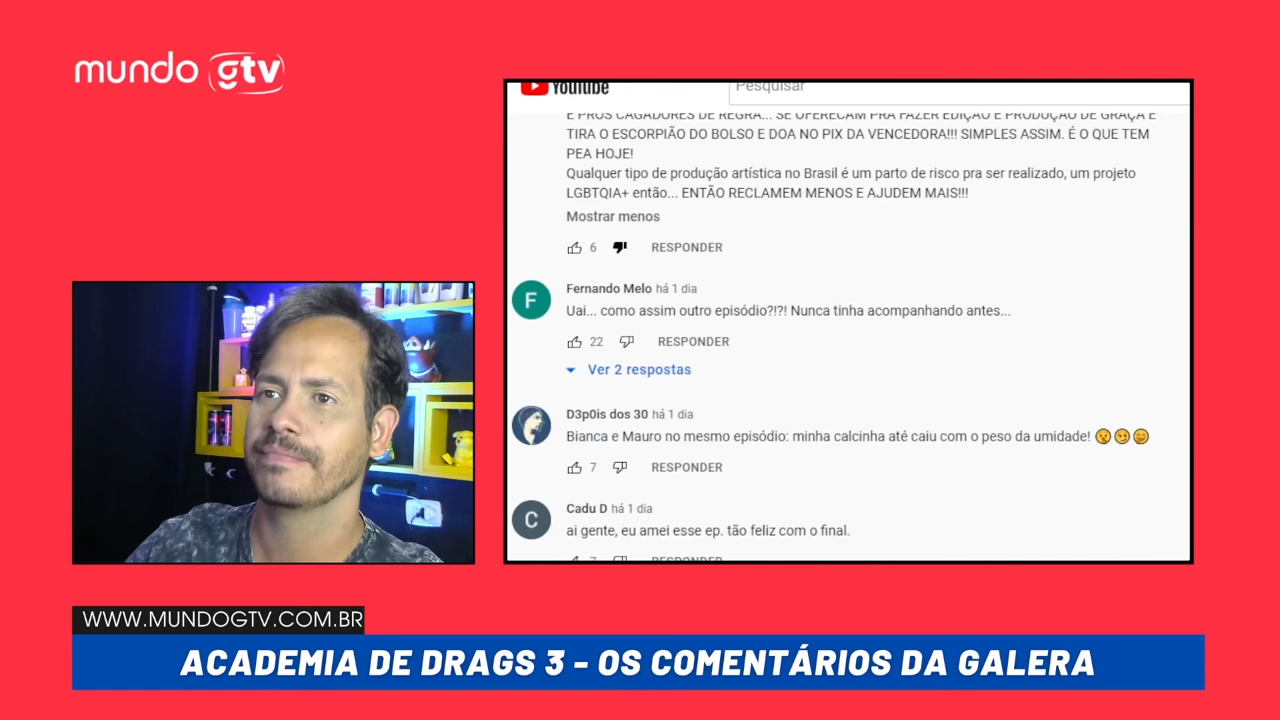 mundo gtv
YouTube
Pesquisar
E PROS CAGADORES DE REGRA... SE OFEREÇAM PRA FAZER EDIÇÃO E PRODUÇÃO DE GRAÇA E
TIRA O ESCORPIÃO DO BOLSO E DOA NO PIX DA VENCEDORA!!! SIMPLES ASSIM. É O QUE TEM
PEA HOJE!
Qualquer tipo de produção artística no Brasil é um parto de risco pra ser realizado, um projeto
LGBTQIA+ então... ENTÃO RECLAMEM MENOS E AJUDEM MAIS!!!
Mostrar menos
6 RESPONDER
F
Fernando Melo há 1 dia
Uai... como assim outro episódio?!?! Nunca tinha acompanhando antes...
22 RESPONDER
Ver 2 respostas
D3p0is dos 30 há 1 dia
Bianca e Mauro no mesmo episódio: minha calcinha até caiu com o peso da umidade! 😯😏😁
7 RESPONDER
C
Cadu D há 1 dia
ai gente, eu amei esse ep. tão feliz com o final.
7 RESPONDER
WWW.MUNDOGTV.COM.BR
ACADEMIA DE DRAGS 3 - OS COMENTÁRIOS DA GALERA